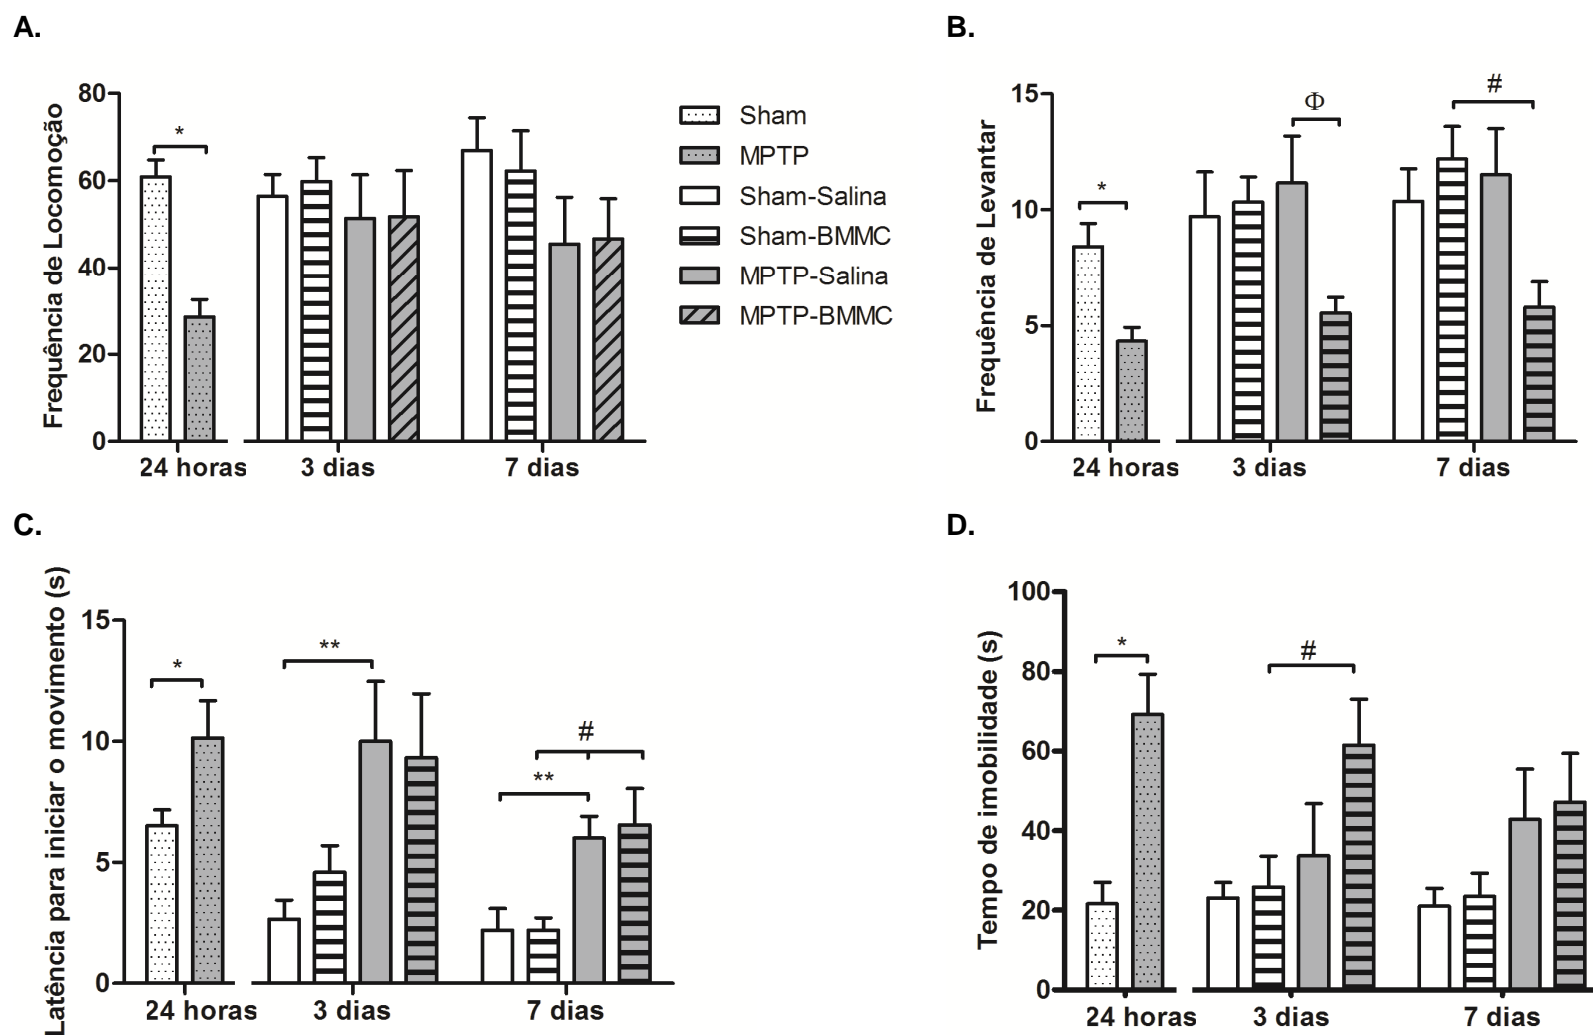 A.
Frequência de Locomoção
80
60
40
20
0
*
24 horas
3 dias
7 dias
Sham
MPTP
Sham-Salina
Sham-BMMC
MPTP-Salina
MPTP-BMMC
B.
Frequência de Levantar
15
10
5
0
*
Φ
#
24 horas
3 dias
7 dias
C.
Latência para iniciar o movimento (s)
15
10
5
0
*
**
**
#
24 horas
3 dias
7 dias
D.
Tempo de imobilidade (s)
100
80
60
40
20
0
*
#
24 horas
3 dias
7 dias